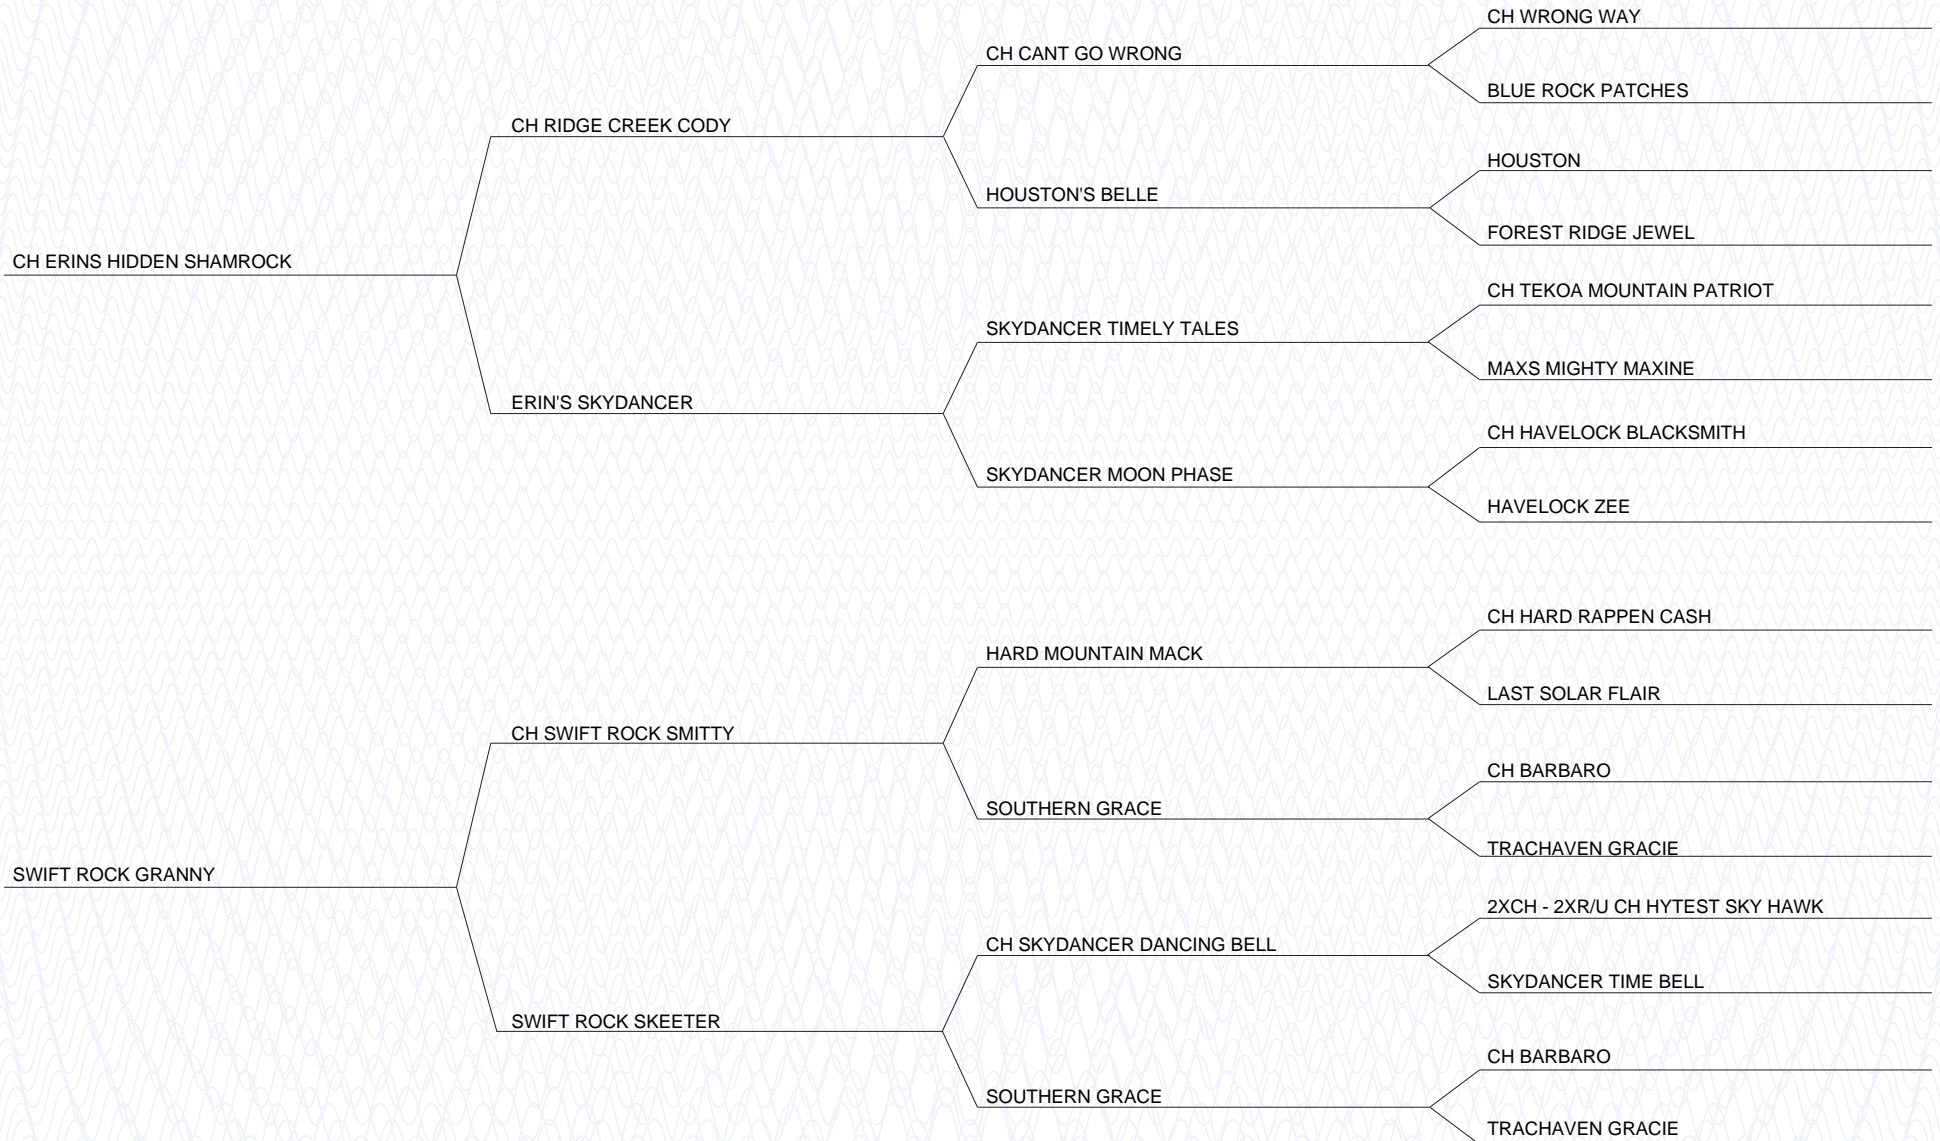 CH WRONG WAY
CH CANT GO WRONG
BLUE ROCK PATCHES
CH RIDGE CREEK CODY
HOUSTON
HOUSTON'S BELLE
FOREST RIDGE JEWEL
CH ERINS HIDDEN SHAMROCK
CH TEKOA MOUNTAIN PATRIOT
SKYDANCER TIMELY TALES
MAXS MIGHTY MAXINE
ERIN'S SKYDANCER
CH HAVELOCK BLACKSMITH
SKYDANCER MOON PHASE
HAVELOCK ZEE
CH HARD RAPPEN CASH
HARD MOUNTAIN MACK
LAST SOLAR FLAIR
CH SWIFT ROCK SMITTY
CH BARBARO
SOUTHERN GRACE
TRACHAVEN GRACIE
SWIFT ROCK GRANNY
2XCH - 2XR/U CH HYTEST SKY HAWK
CH SKYDANCER DANCING BELL
SKYDANCER TIME BELL
SWIFT ROCK SKEETER
CH BARBARO
SOUTHERN GRACE
TRACHAVEN GRACIE